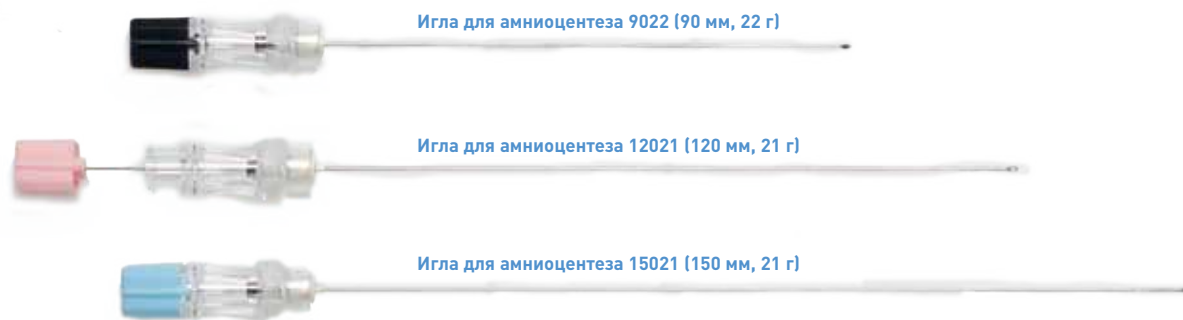 Игла для амниоцентеза 9022 (90 мм, 22 г)
Игла для амниоцентеза 12021 (120 мм, 21 г)
Игла для амниоцентеза 15021 (150 мм, 21 г)